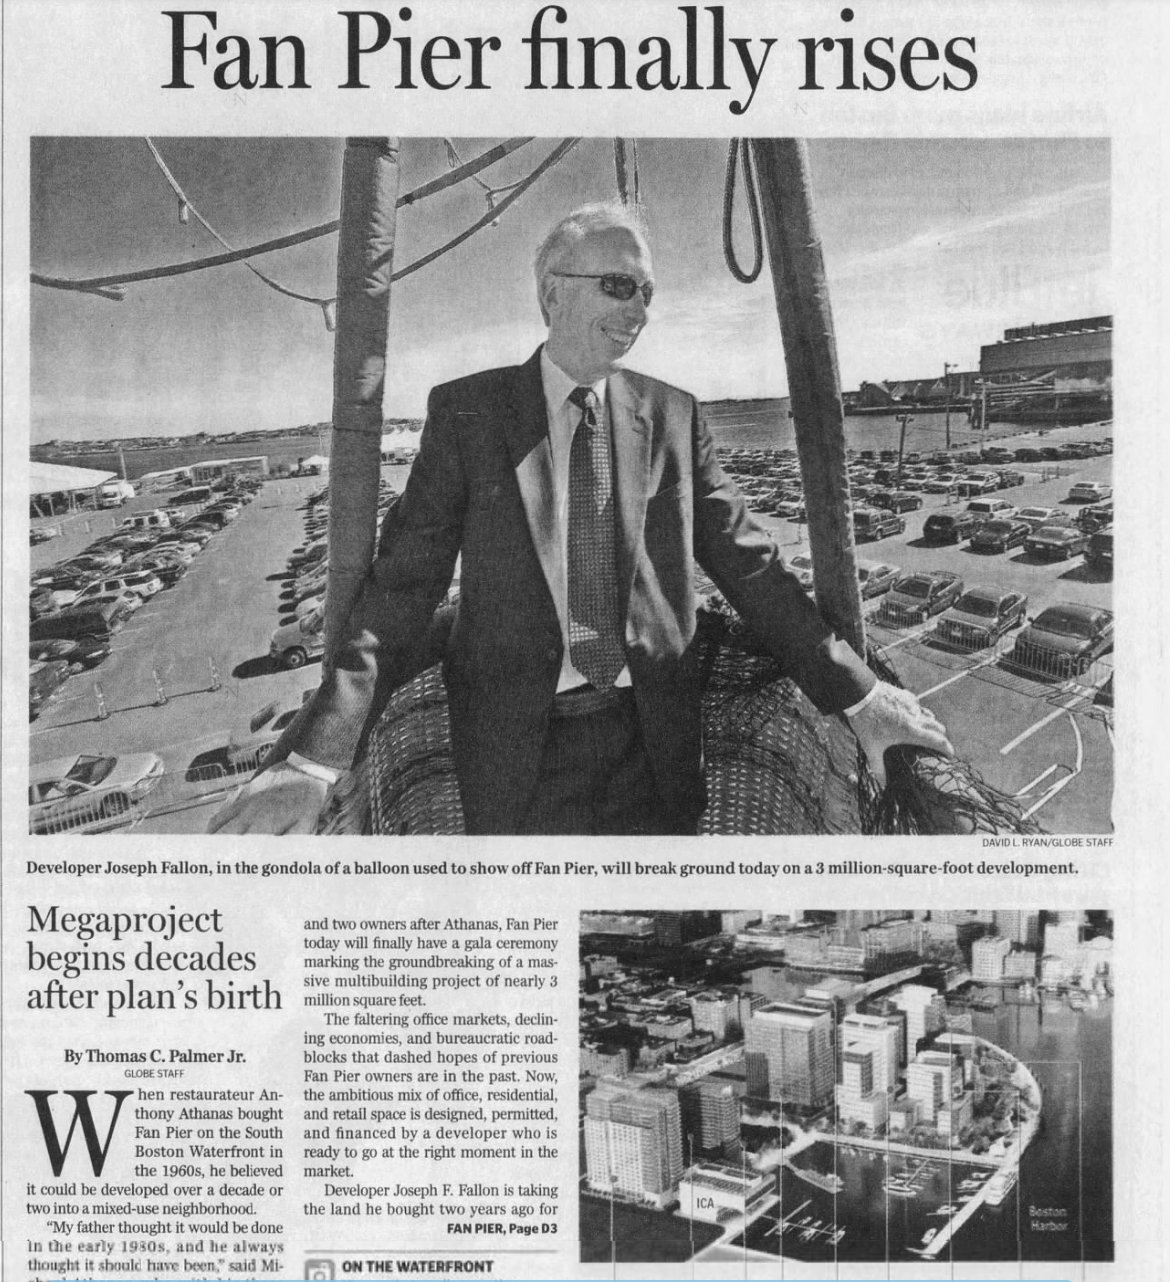 Fan Pier finally rises
DAVID L. RYAN/GLOBE STAFF
Developer Joseph Fallon, in the gondola of a balloon used to show off Fan Pier, will break ground today on a 3 million-square-foot development.
Megaproject
begins decades
after plan's birth
By Thomas C. Palmer Jr.
GLOBE STAFF
When restaurateur An-
thony Athanas bought
Fan Pier on the South
Boston Waterfront in
the 1960s, he believed
it could be developed over a decade or
two into a mixed-use neighborhood.
"My father thought it would be done
in the early 1980s, and he always
thought it should have been," said Mi-
and two owners after Athanas, Fan Pier
today will finally have a gala ceremony
marking the groundbreaking of a mas-
sive multibuilding project of nearly 3
million square feet.
The faltering office markets, declin-
ing economies, and bureaucratic road-
blocks that dashed hopes of previous
Fan Pier owners are in the past. Now,
the ambitious mix of office, residential,
and retail space is designed, permitted,
and financed by a developer who is
ready to go at the right moment in the
market.
Developer Joseph F. Fallon is taking
the land he bought two years ago for
FAN PIER, Page D3
ON THE WATERFRONT
ICA
Boston
Harbor